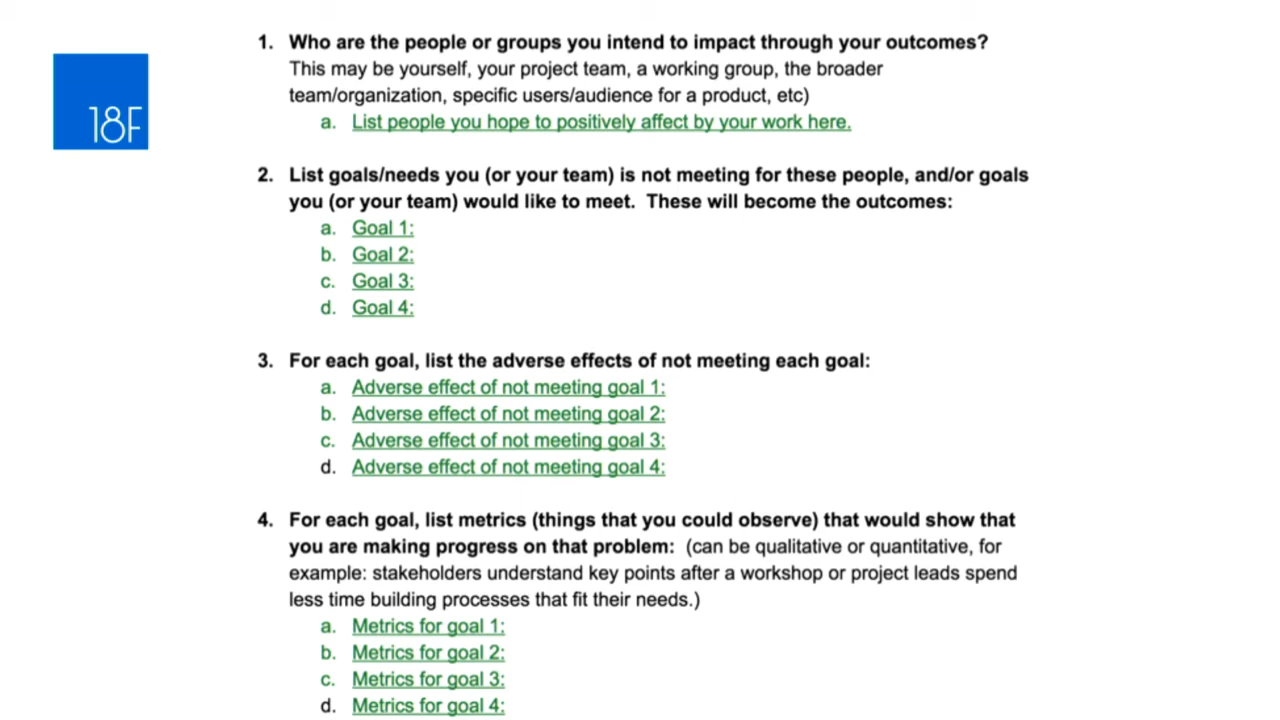 18F
1. Who are the people or groups you intend to impact through your outcomes?
This may be yourself, your project team, a working group, the broader
team/organization, specific users/audience for a product, etc)
a. List people you hope to positively affect by your work here.
2. List goals/needs you (or your team) is not meeting for these people, and/or goals
you (or your team) would like to meet. These will become the outcomes:
a. Goal 1:
b. Goal 2:
c. Goal 3:
d. Goal 4:
3. For each goal, list the adverse effects of not meeting each goal:
a. Adverse effect of not meeting goal 1:
b. Adverse effect of not meeting goal 2:
c. Adverse effect of not meeting goal 3:
d. Adverse effect of not meeting goal 4:
4. For each goal, list metrics (things that you could observe) that would show that
you are making progress on that problem: (can be qualitative or quantitative, for
example: stakeholders understand key points after a workshop or project leads spend
less time building processes that fit their needs.)
a. Metrics for goal 1:
b. Metrics for goal 2:
c. Metrics for goal 3:
d. Metrics for goal 4: